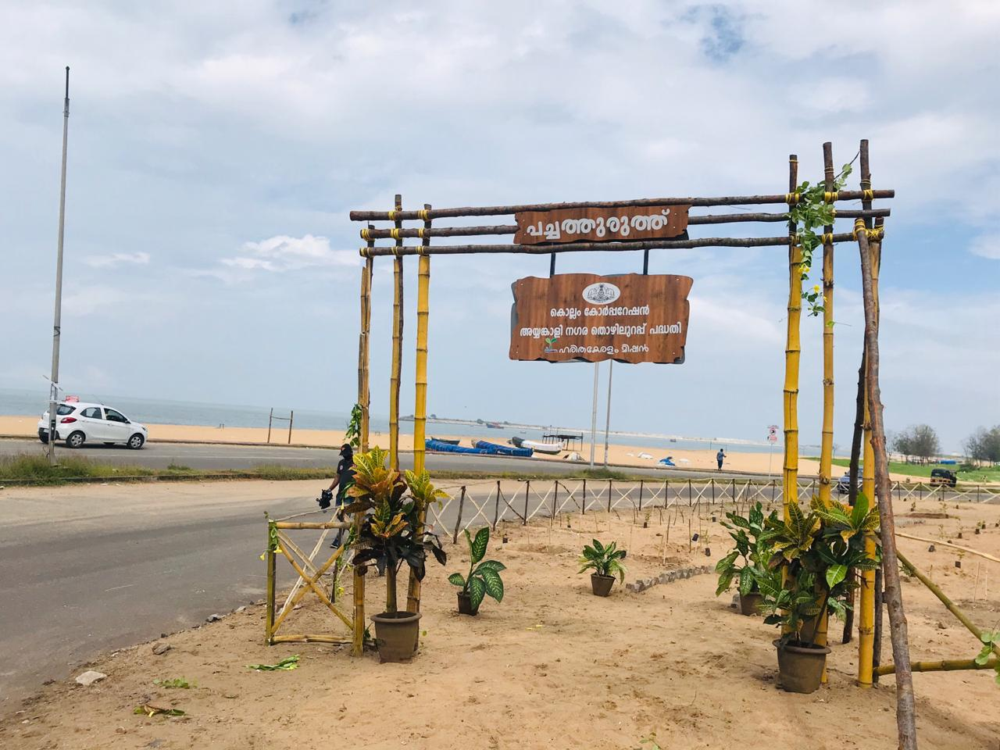 പച്ചത്തുരുത്ത്
കൊല്ലം കോർപ്പറേഷൻ
അയ്യങ്കാളി നഗര തൊഴിലുറപ്പ് പദ്ധതി
ഹരിതകേരളം മിഷൻ